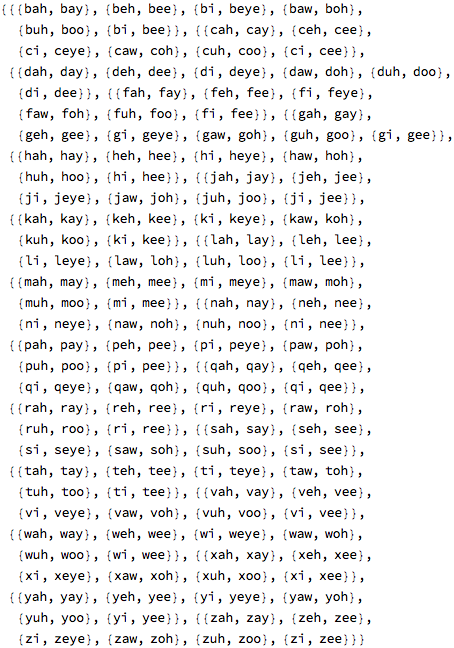 {{{bah, bay}, {beh, bee}, {bi, beye}, {baw, boh},
{buh, boo}, {bi, bee}}, {{cah, cay}, {ceh, cee},
{ci, ceye}, {caw, coh}, {cuh, coo}, {ci, cee}},
{{dah, day}, {deh, dee}, {di, deye}, {daw, doh}, {duh, doo},
{di, dee}}, {{fah, fay}, {feh, fee}, {fi, feye},
{faw, foh}, {fuh, foo}, {fi, fee}}, {{gah, gay},
{geh, gee}, {gi, geye}, {gaw, goh}, {guh, goo}, {gi, gee}},
{{hah, hay}, {heh, hee}, {hi, heye}, {haw, hoh},
{huh, hoo}, {hi, hee}}, {{jah, jay}, {jeh, jee},
{ji, jeye}, {jaw, joh}, {juh, joo}, {ji, jee}},
{{kah, kay}, {keh, kee}, {ki, keye}, {kaw, koh},
{kuh, koo}, {ki, kee}}, {{lah, lay}, {leh, lee},
{li, leye}, {law, loh}, {luh, loo}, {li, lee}},
{{mah, may}, {meh, mee}, {mi, meye}, {maw, moh},
{muh, moo}, {mi, mee}}, {{nah, nay}, {neh, nee},
{ni, neye}, {naw, noh}, {nuh, noo}, {ni, nee}},
{{pah, pay}, {peh, pee}, {pi, peye}, {paw, poh},
{puh, poo}, {pi, pee}}, {{qah, qay}, {qeh, qee},
{qi, qeye}, {qaw, qoh}, {quh, qoo}, {qi, qee}},
{{rah, ray}, {reh, ree}, {ri, reye}, {raw, roh},
{ruh, roo}, {ri, ree}}, {{sah, say}, {seh, see},
{si, seye}, {saw, soh}, {suh, soo}, {si, see}},
{{tah, tay}, {teh, tee}, {ti, teye}, {taw, toh},
{tuh, too}, {ti, tee}}, {{vah, vay}, {veh, vee},
{vi, veye}, {vaw, voh}, {vuh, voo}, {vi, vee}},
{{wah, way}, {weh, wee}, {wi, weye}, {waw, woh},
{wuh, woo}, {wi, wee}}, {{xah, xay}, {xeh, xee},
{xi, xeye}, {xaw, xoh}, {xuh, xoo}, {xi, xee}},
{{yah, yay}, {yeh, yee}, {yi, yeye}, {yaw, yoh},
{yuh, yoo}, {yi, yee}}, {{zah, zay}, {zeh, zee},
{zi, zeye}, {zaw, zoh}, {zuh, zoo}, {zi, zee}}}